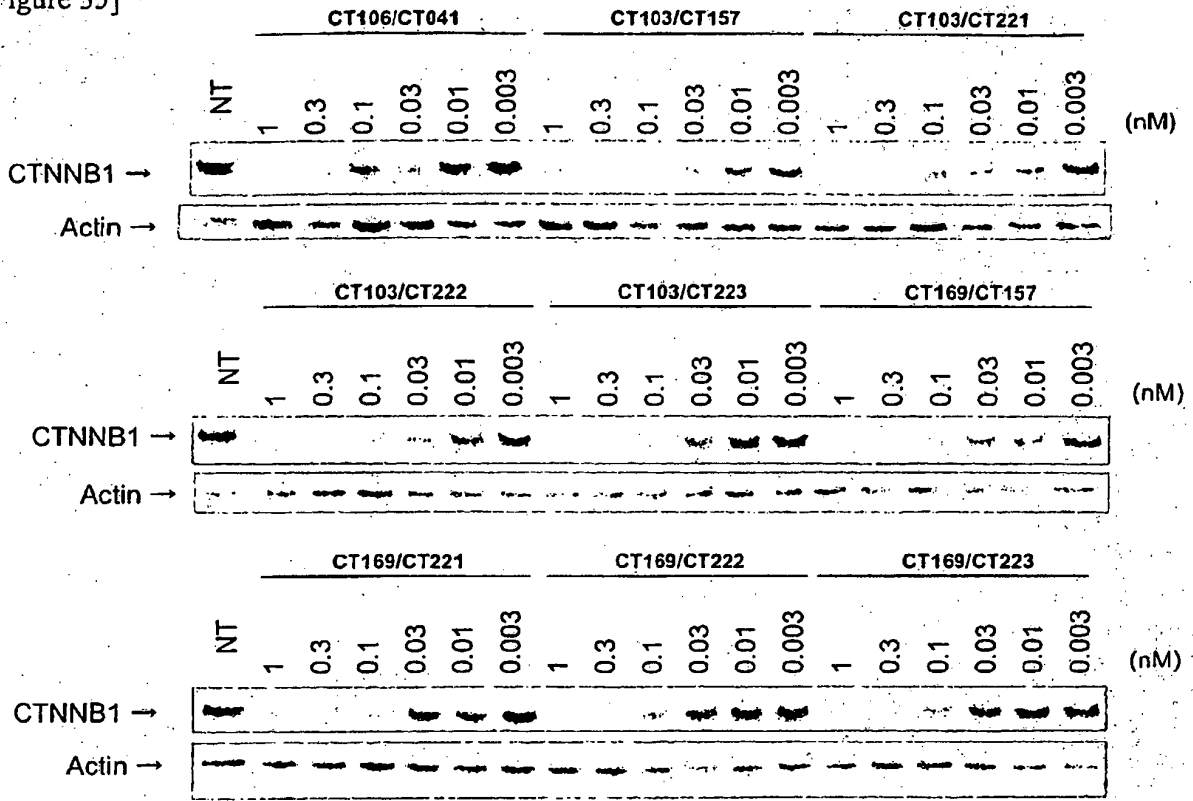 igure 35]
CT106/CT041 CT103/CT157 CT103/CT221
NT 1 0.3 0.1 0.03 0.01 0.003 1 0.3 0.1 0.03 0.01 0.003 1 0.3 0.1 0.03 0.01 0.003 (nM)
CTNNB1 →
Actin →
CT103/CT222 CT103/CT223 CT169/CT157
NT 1 0.3 0.1 0.03 0.01 0.003 1 0.3 0.1 0.03 0.01 0.003 1 0.3 0.1 0.03 0.01 0.003 (nM)
CTNNB1 →
Actin →
CT169/CT221 CT169/CT222 CT169/CT223
NT 1 0.3 0.1 0.03 0.01 0.003 1 0.3 0.1 0.03 0.01 0.003 1 0.3 0.1 0.03 0.01 0.003 (nM)
CTNNB1 →
Actin →